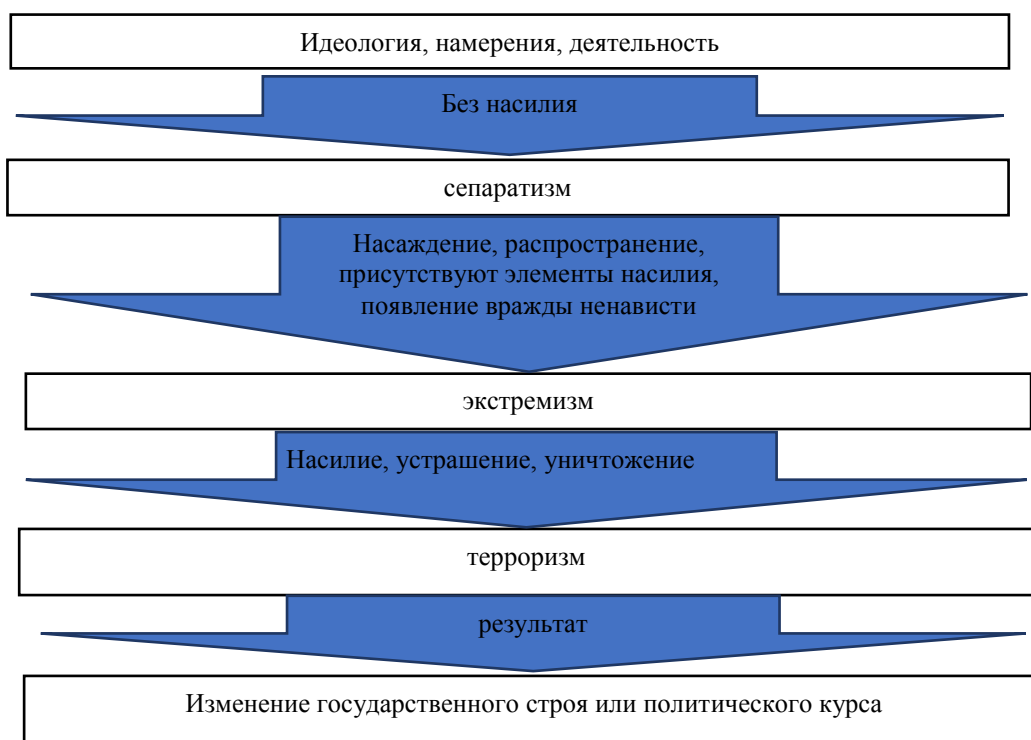 Идеология, намерения, деятельность
Без насилия
сепаратизм
Насаждение, распространение,
присутствуют элементы насилия,
появление вражды ненависти
экстремизм
Насилие, устрашение, уничтожение
терроризм
результат
Изменение государственного строя или политического курса